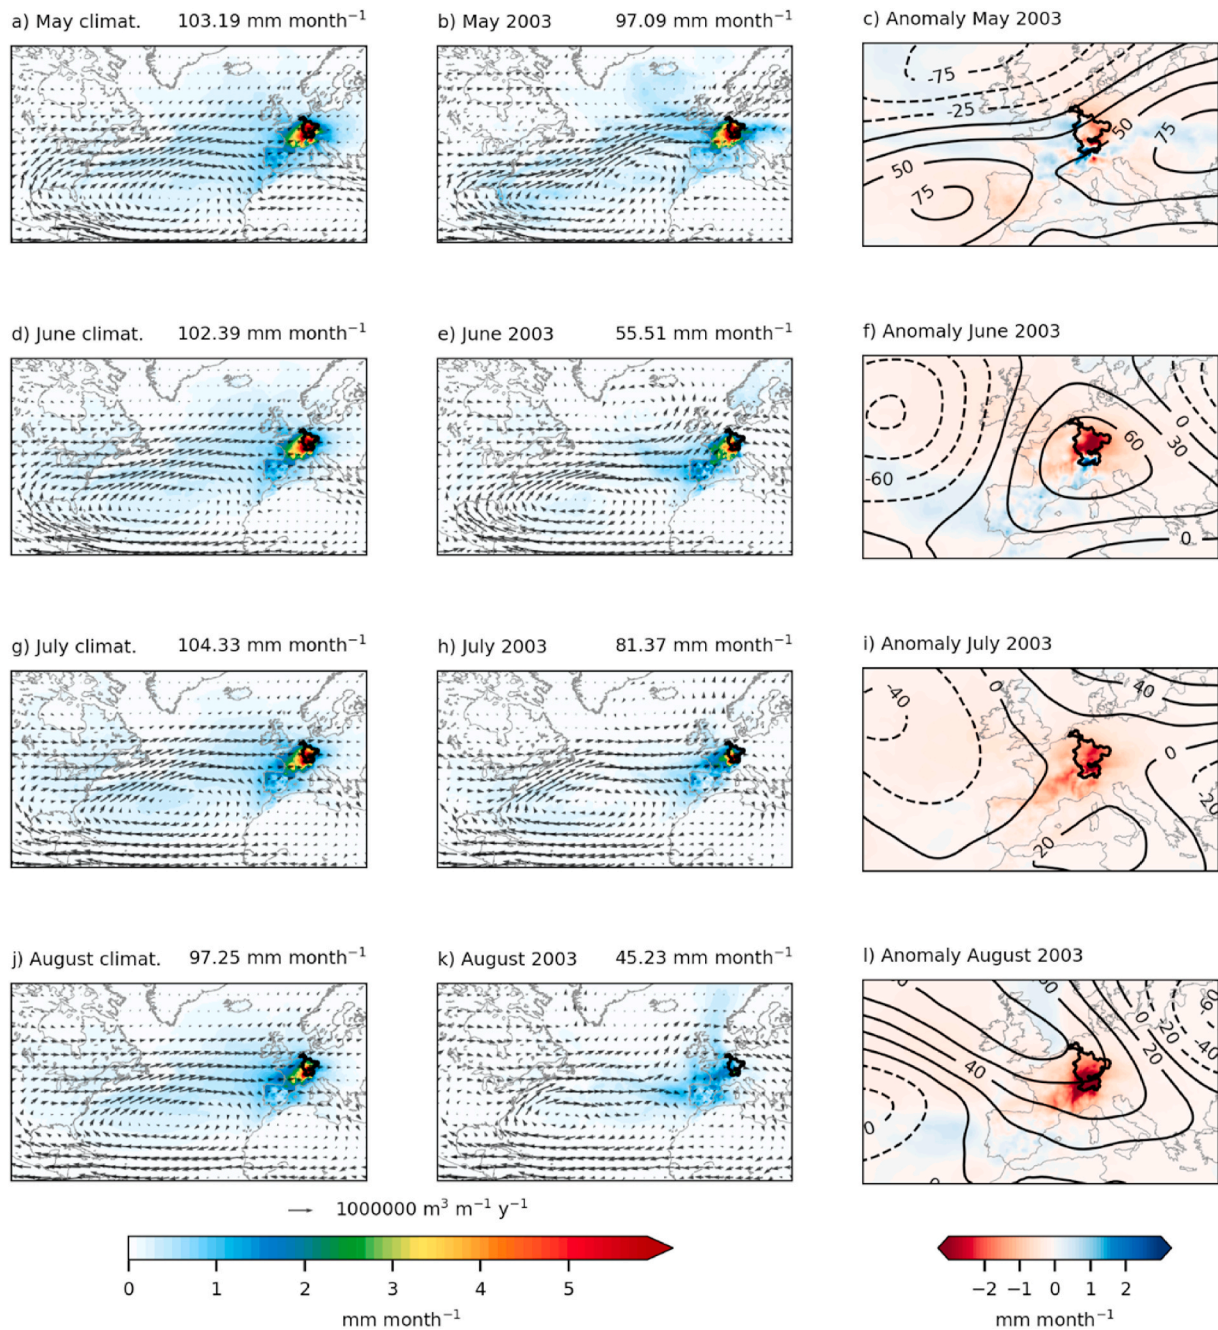 a) May climat. 103.19 mm month⁻¹
b) May 2003 97.09 mm month⁻¹
c) Anomaly May 2003
-75
-25
50
50
75
75
d) June climat. 102.39 mm month⁻¹
e) June 2003 55.51 mm month⁻¹
f) Anomaly June 2003
0
30
60
-60
0
g) July climat. 104.33 mm month⁻¹
h) July 2003 81.37 mm month⁻¹
i) Anomaly July 2003
-40
0
40
0
-20
20
j) August climat. 97.25 mm month⁻¹
k) August 2003 45.23 mm month⁻¹
l) Anomaly August 2003
-60
0
-20
-40
20
40
1000000 m³ m⁻¹ y⁻¹
0 1 2 3 4 5
mm month⁻¹
−2 −1 0 1 2
mm month⁻¹